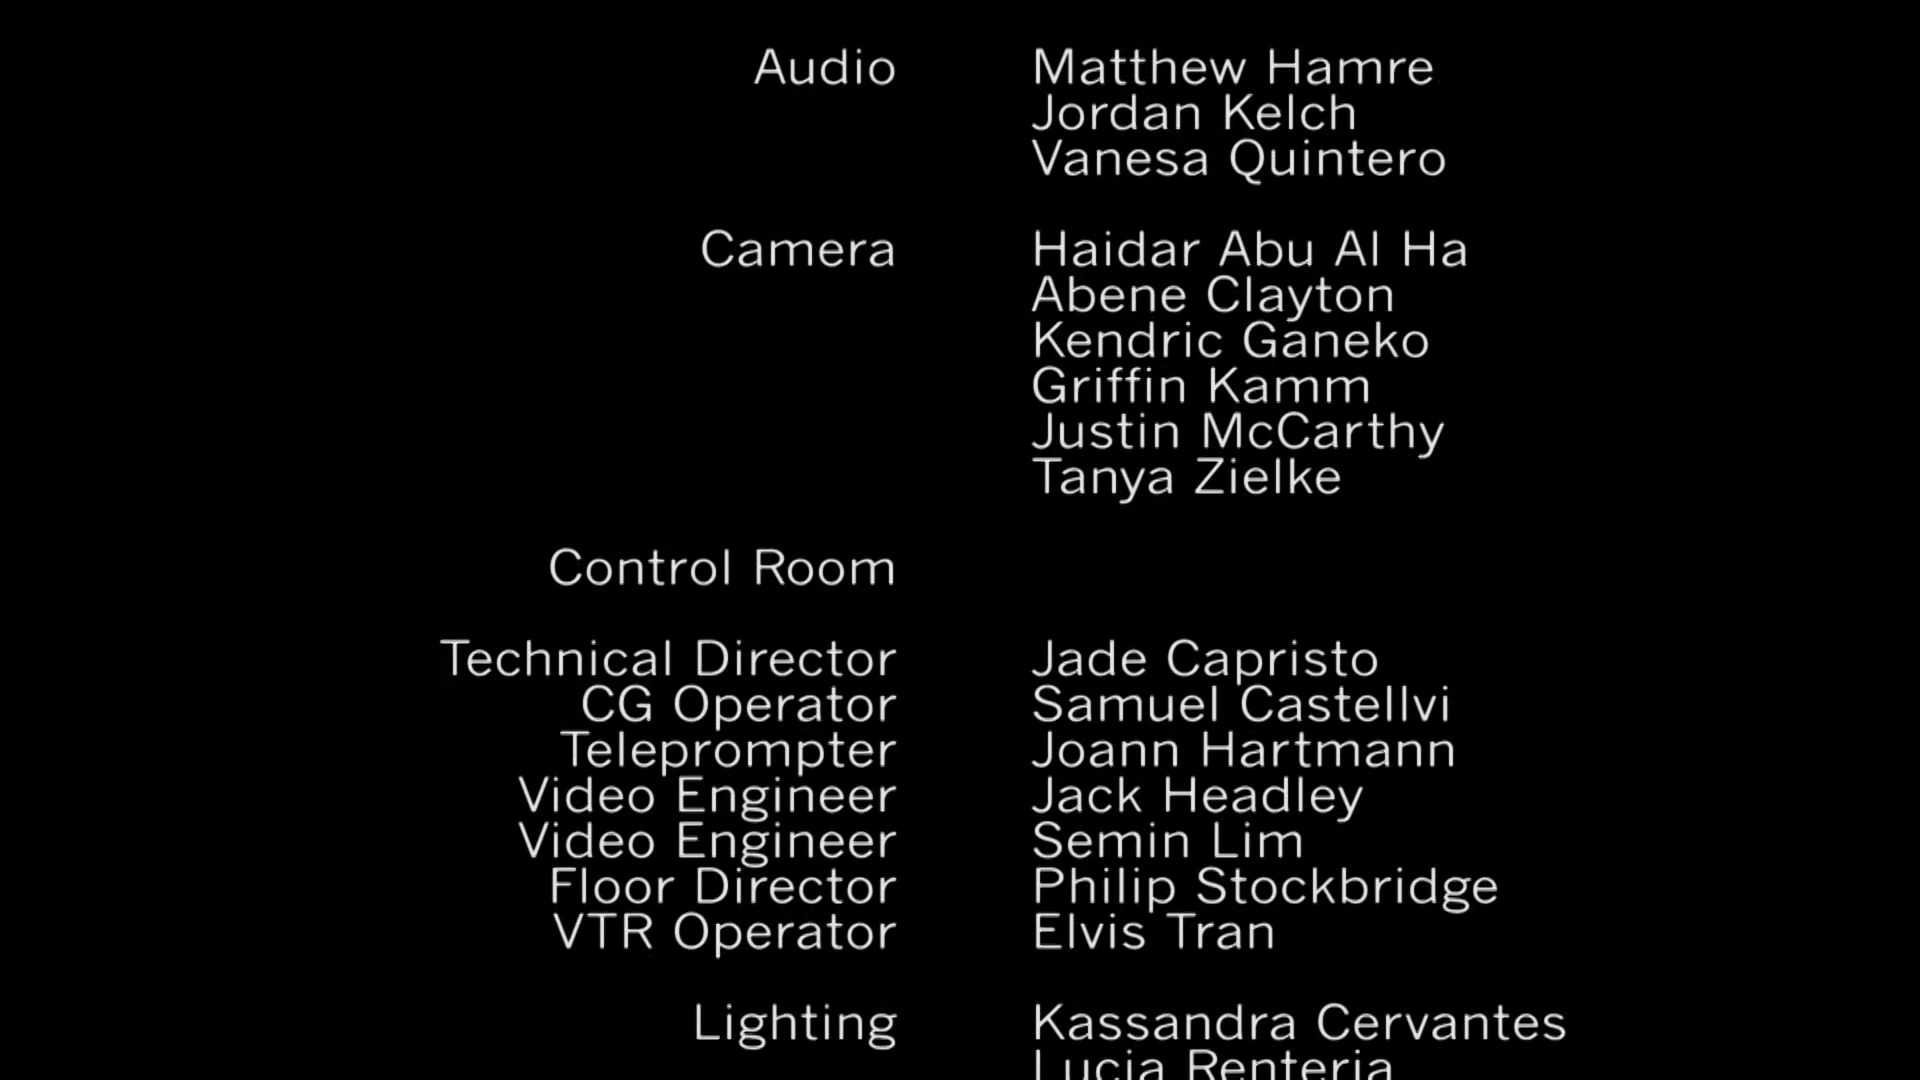 Audio Matthew Hamre
Jordan Kelch
Vanesa Quintero
Camera Haidar Abu Al Ha
Abene Clayton
Kendric Ganeko
Griffin Kamm
Justin McCarthy
Tanya Zielke
Control Room
Technical Director Jade Capristo
CG Operator Samuel Castellvi
Teleprompter Joann Hartmann
Video Engineer Jack Headley
Video Engineer Semin Lim
Floor Director Philip Stockbridge
VTR Operator Elvis Tran
Lighting Kassandra Cervantes
Lucia Renteria